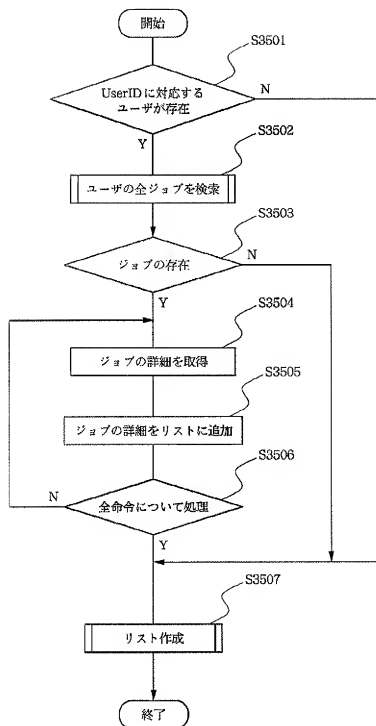 開始
S3501
UserIDに対応する
ユーザが存在
N
Y
S3502
ユーザの全ジョブを検索
S3503
ジョブの存在
N
Y
S3504
ジョブの詳細を取得
S3505
ジョブの詳細をリストに追加
S3506
N
全命令について処理
Y
S3507
リスト作成
終了